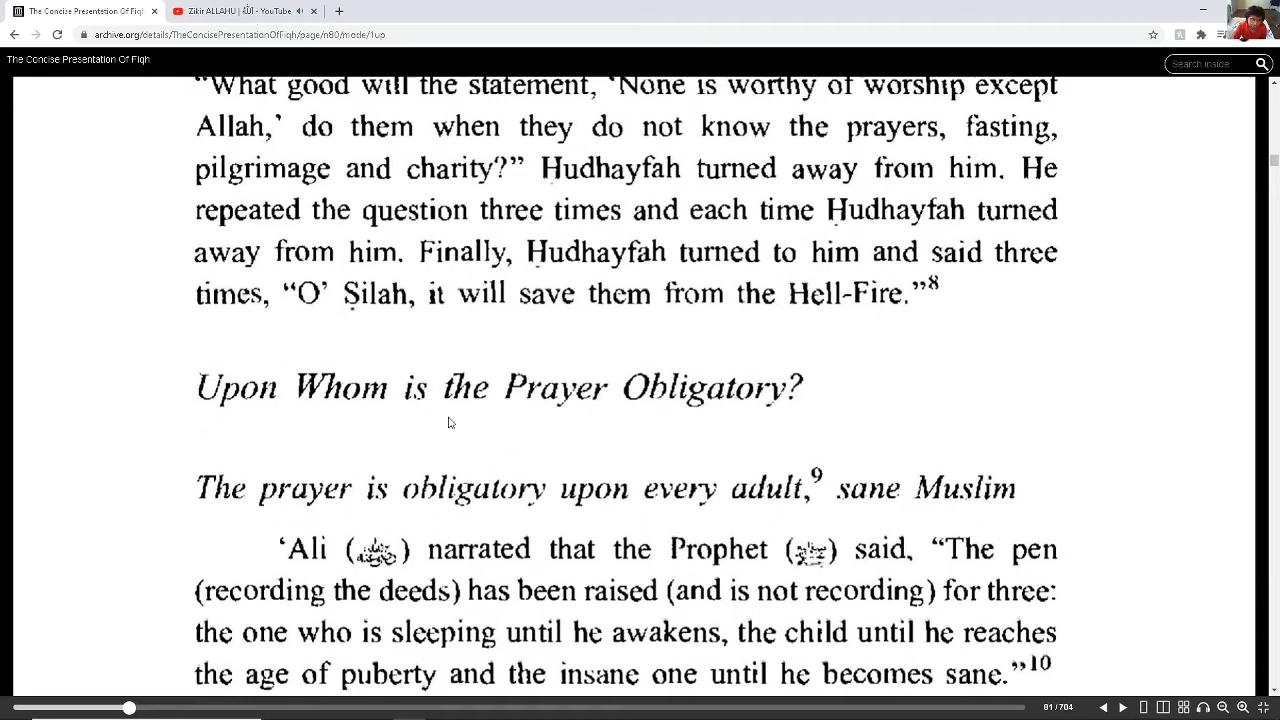 The Concise Presentation Of Fiqh
Zikir ALLAHU | الله - YouTube
archive.org/details/TheConcisePresentationOfFiqh/page/n80/mode/1up
The Concise Presentation Of Fiqh
Search inside
“What good will the statement, ‘None is worthy of worship except
Allah,’ do them when they do not know the prayers, fasting,
pilgrimage and charity?” Ḥudhayfah turned away from him. He
repeated the question three times and each time Ḥudhayfah turned
away from him. Finally, Ḥudhayfah turned to him and said three
times, “O’ Ṣilah, it will save them from the Hell-Fire.”8
Upon Whom is the Prayer Obligatory?
The prayer is obligatory upon every adult,9 sane Muslim
‘Ali () narrated that the Prophet () said, “The pen
(recording the deeds) has been raised (and is not recording) for three:
the one who is sleeping until he awakens, the child until he reaches
the age of puberty and the insane one until he becomes sane.”10
81 / 704